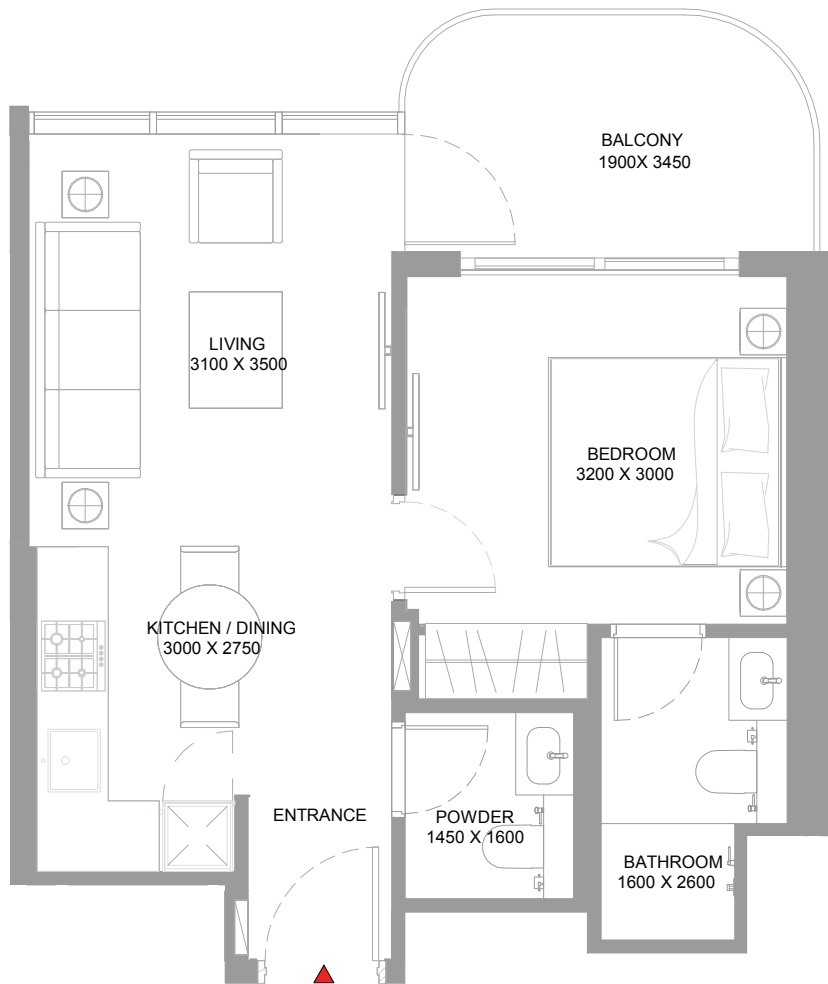 BALCONY
1900X 3450
LIVING
3100 X 3500
BEDROOM
3200 X 3000
KITCHEN / DINING
3000 X 2750
ENTRANCE
POWDER
1450 X 1600
BATHROOM
1600 X 2600